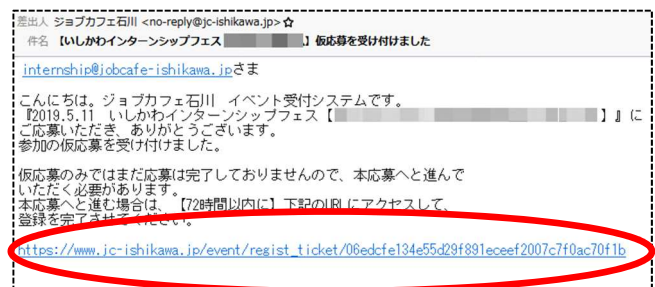 差出人 ジョブカフェ石川 <no-reply@jc-ishikawa.jp>☆
件名 【いしかわインターンシップフェス 】仮応募を受け付けました
internship@jobcafe-ishikawa.jpさま
こんにちは。ジョブカフェ石川 イベント受付システムです。
『2019.5.11 いしかわインターンシップフェス【 】』に
ご応募いただき、ありがとうございます。
参加の仮応募を受け付けました。
仮応募のみではまだ応募は完了しておりませんので、本応募へと進んで
いただく必要があります。
本応募へと進む場合は、【72時間以内に】下記のURLにアクセスして、
登録を完了させてください。
https://www.jc-ishikawa.jp/event/regist_ticket/06edcfe134e55d29f891eceef2007c7f0ac70f1b